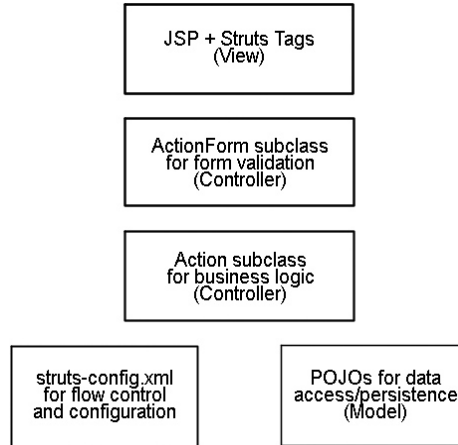 JSP + Struts Tags
(View)
ActionForm subclass
for form validation
(Controller)
Action subclass
for business logic
(Controller)
struts-config.xml
for flow control
and configuration
POJOs for data
access/persistence
(Model)